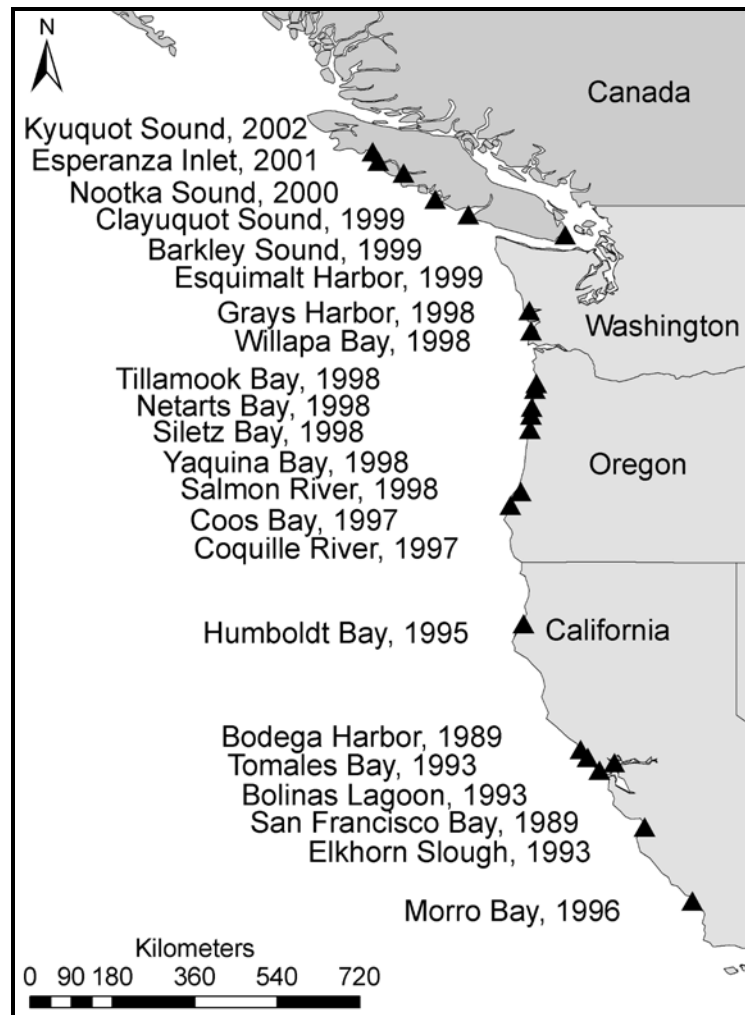 N
Canada
Kyuquot Sound, 2002
Esperanza Inlet, 2001
Nootka Sound, 2000
Clayuquot Sound, 1999
Barkley Sound, 1999
Esquimalt Harbor, 1999
Grays Harbor, 1998
Washington
Willapa Bay, 1998
Tillamook Bay, 1998
Netarts Bay, 1998
Siletz Bay, 1998
Yaquina Bay, 1998
Oregon
Salmon River, 1998
Coos Bay, 1997
Coquille River, 1997
Humboldt Bay, 1995
California
Bodega Harbor, 1989
Tomales Bay, 1993
Bolinas Lagoon, 1993
San Francisco Bay, 1989
Elkhorn Slough, 1993
Morro Bay, 1996
Kilometers
0 90 180 360 540 720